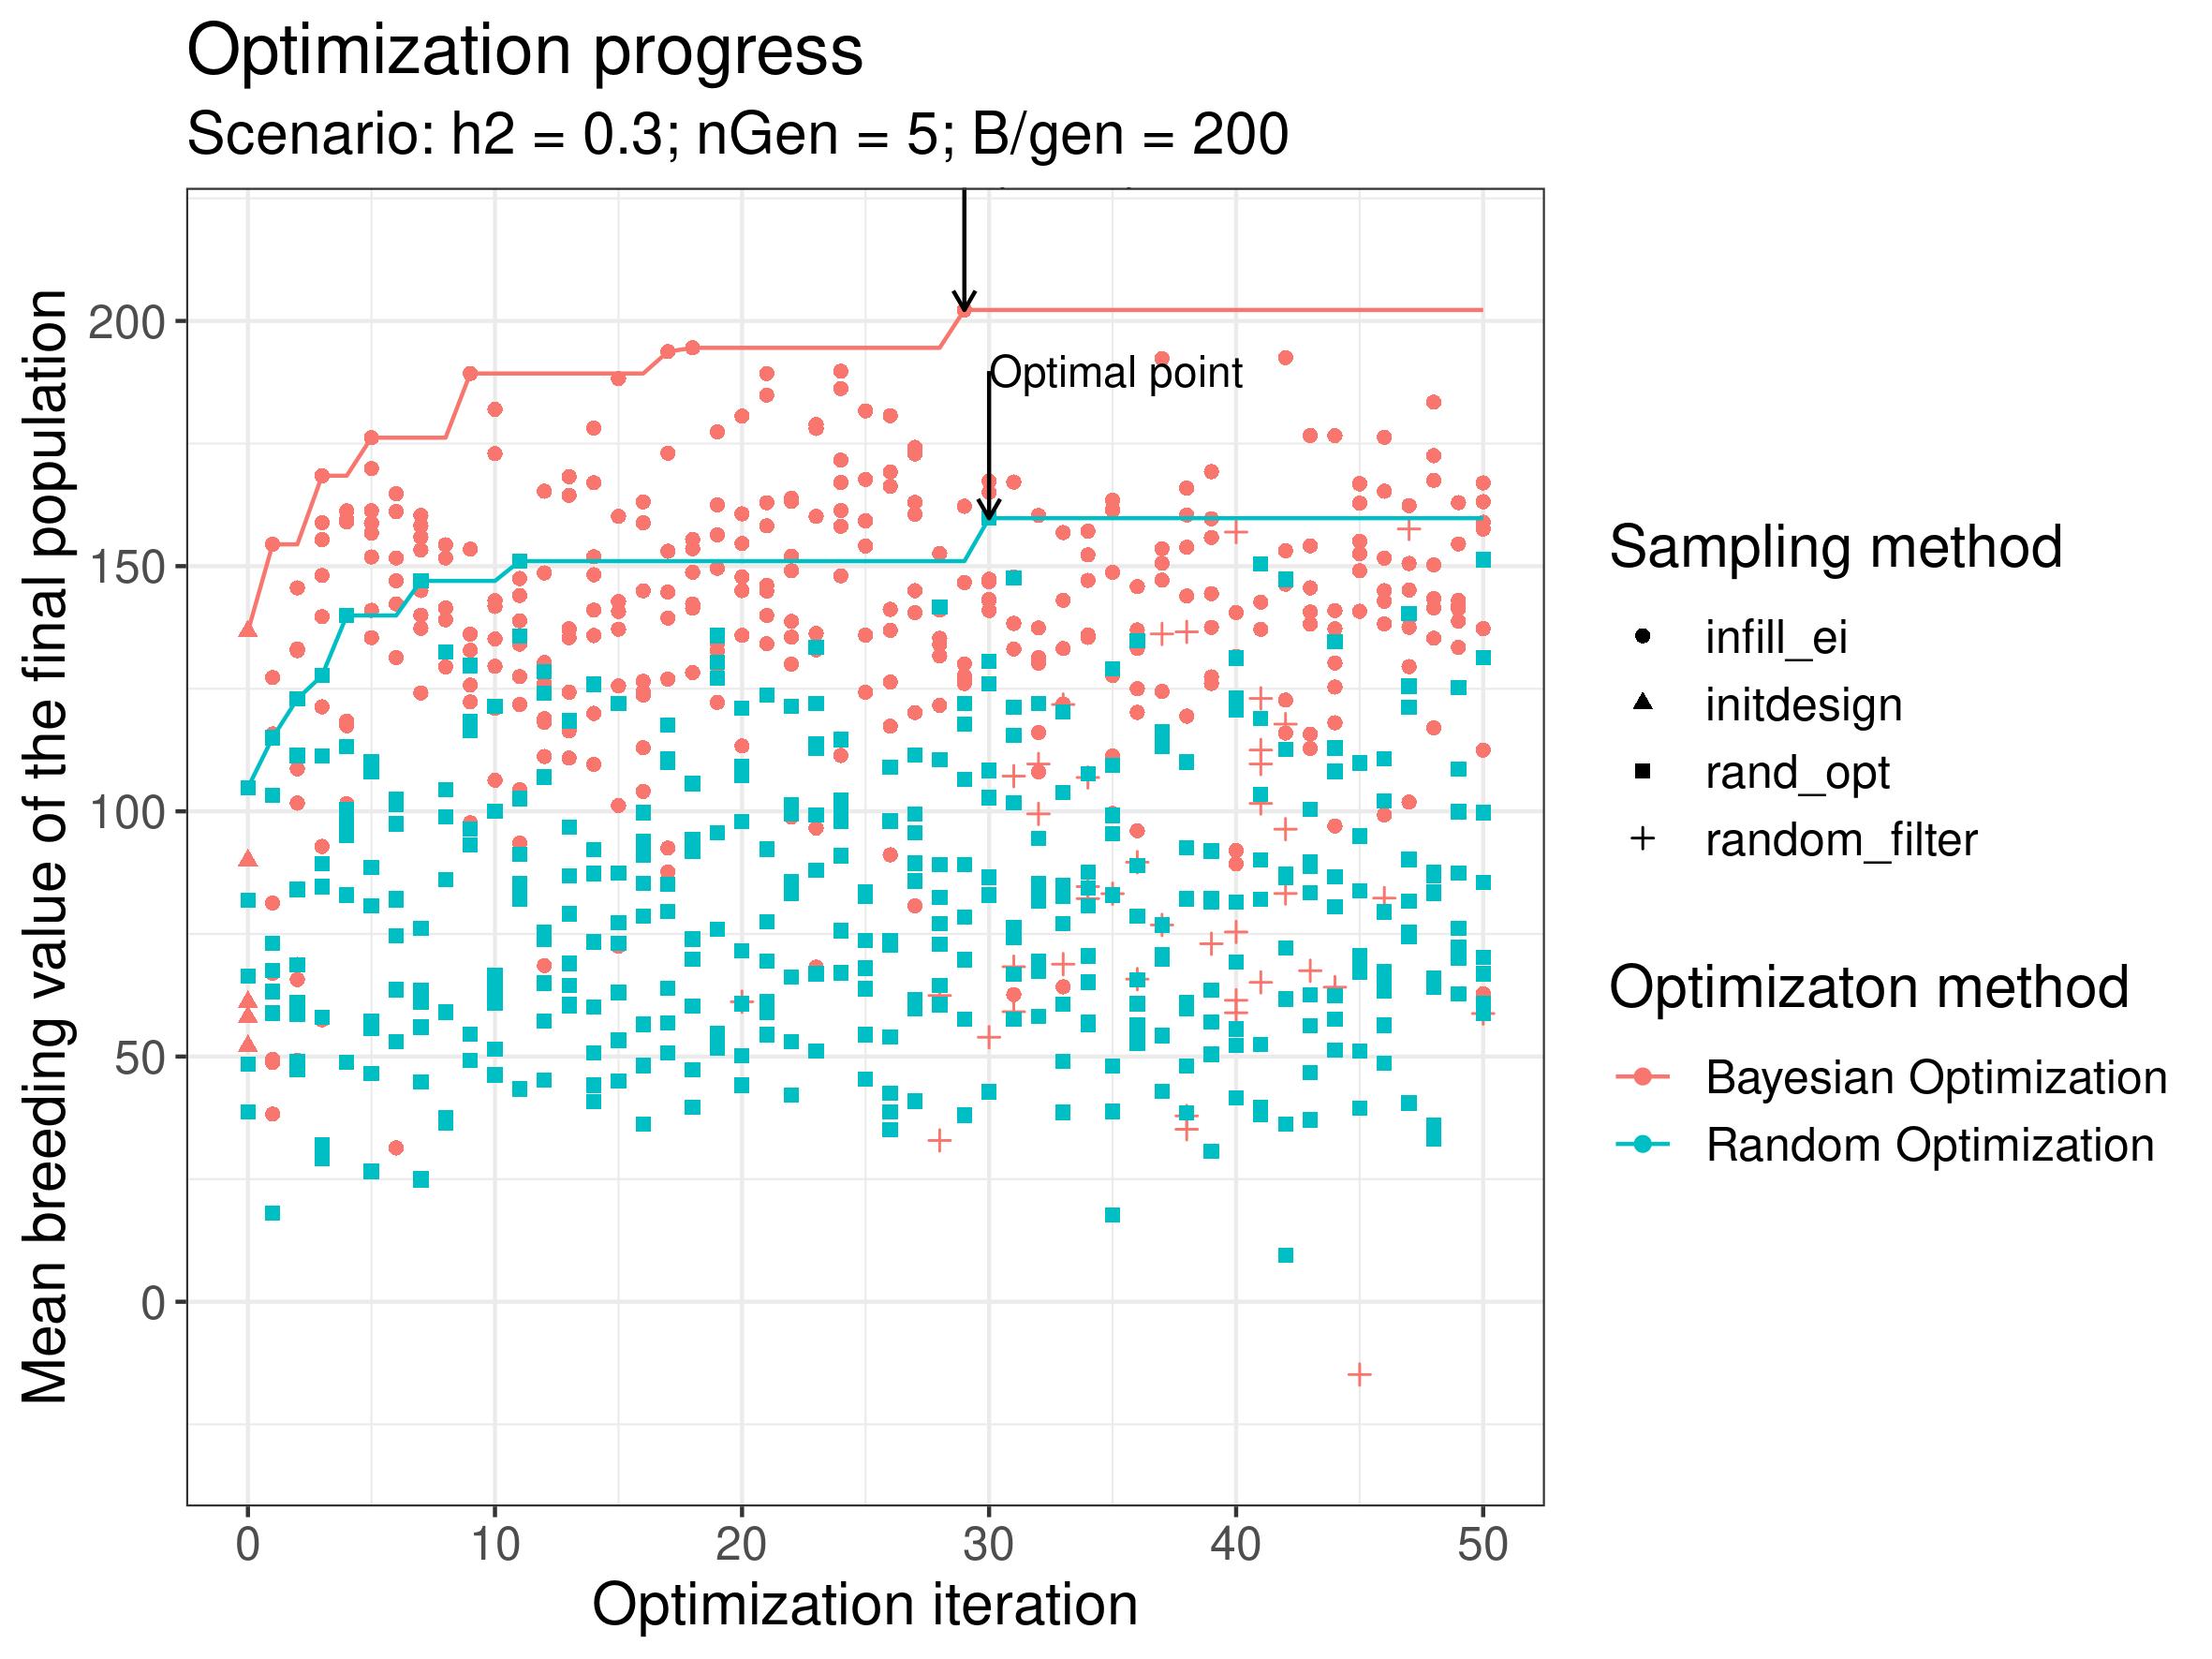 Optimization progress
Scenario: h2 = 0.3; nGen = 5; B/gen = 200
Mean breeding value of the final population
200
150
100
50
0
Optimal point
0 10 20 30 40 50
Optimization iteration
Sampling method
infill_ei
initdesign
rand_opt
random_filter
Optimizaton method
Bayesian Optimization
Random Optimization